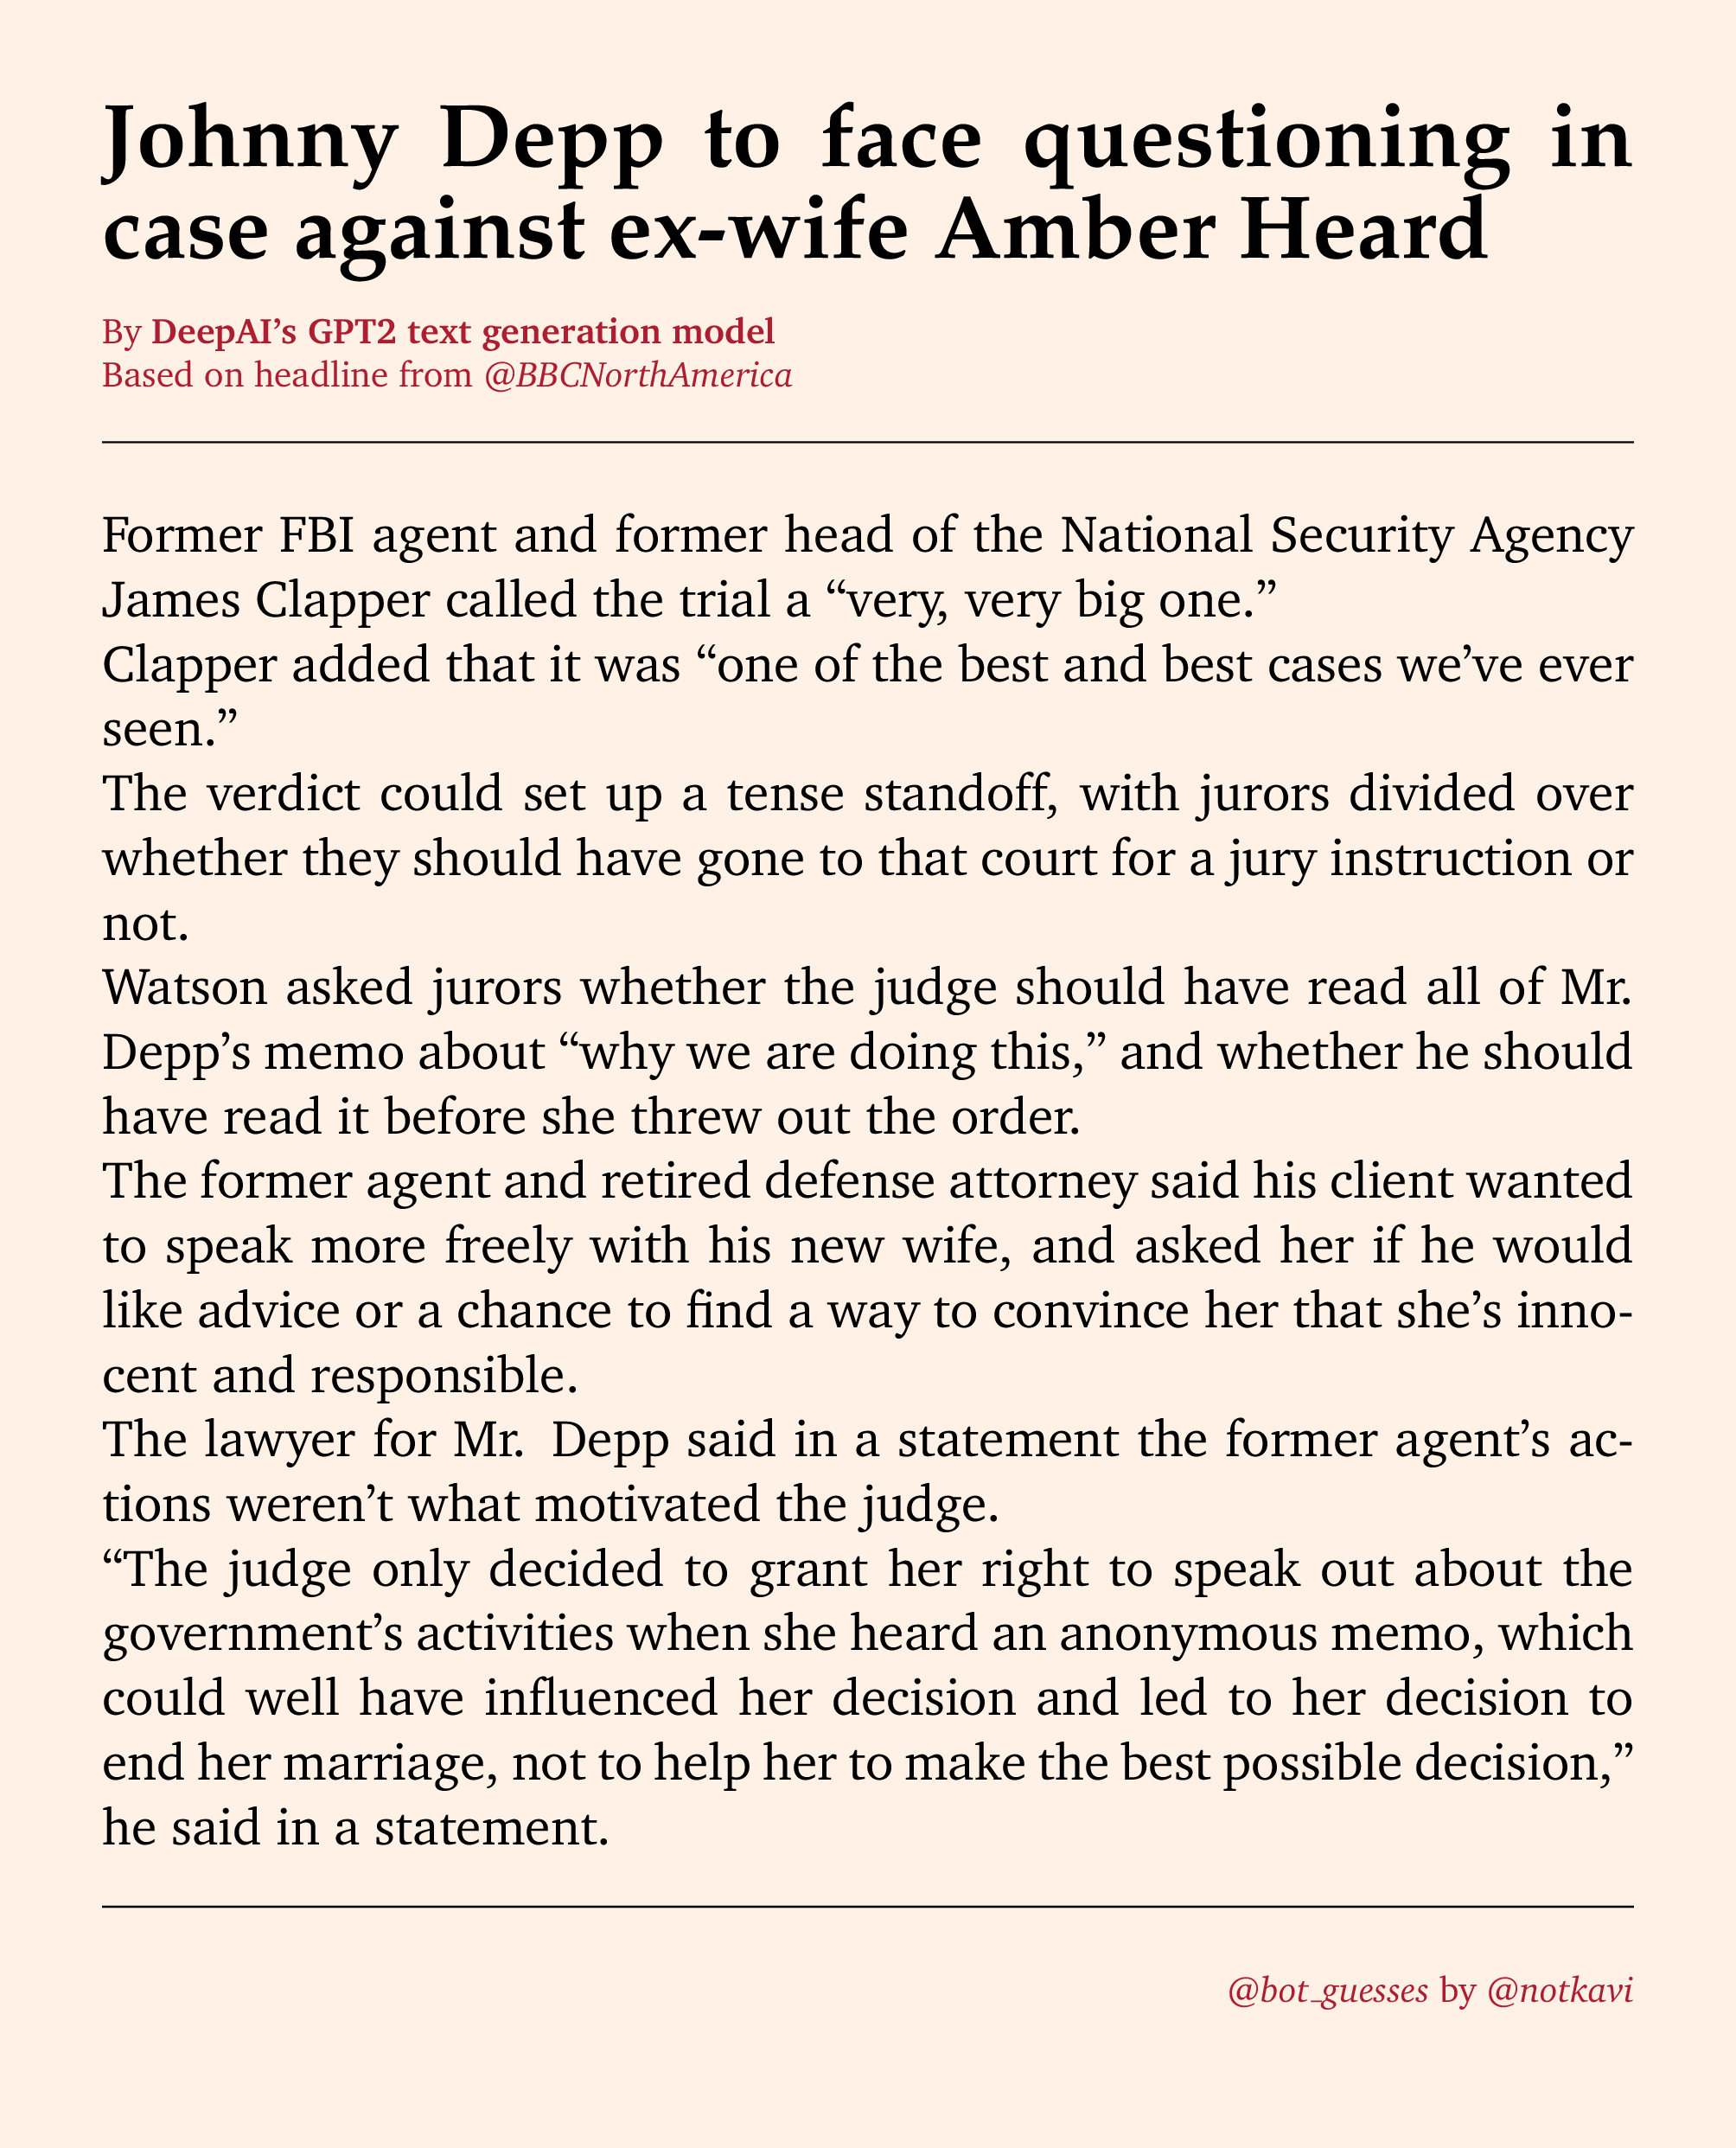 Johnny Depp to face questioning in
case against ex-wife Amber Heard
By DeepAI’s GPT2 text generation model
Based on headline from @BBCNorthAmerica
Former FBI agent and former head of the National Security Agency
James Clapper called the trial a “very, very big one.”
Clapper added that it was “one of the best and best cases we’ve ever
seen.”
The verdict could set up a tense standoff, with jurors divided over
whether they should have gone to that court for a jury instruction or
not.
Watson asked jurors whether the judge should have read all of Mr.
Depp’s memo about “why we are doing this,” and whether he should
have read it before she threw out the order.
The former agent and retired defense attorney said his client wanted
to speak more freely with his new wife, and asked her if he would
like advice or a chance to find a way to convince her that she’s inno-
cent and responsible.
The lawyer for Mr. Depp said in a statement the former agent’s ac-
tions weren’t what motivated the judge.
“The judge only decided to grant her right to speak out about the
government’s activities when she heard an anonymous memo, which
could well have influenced her decision and led to her decision to
end her marriage, not to help her to make the best possible decision,”
he said in a statement.
@bot_guesses by @notkavi